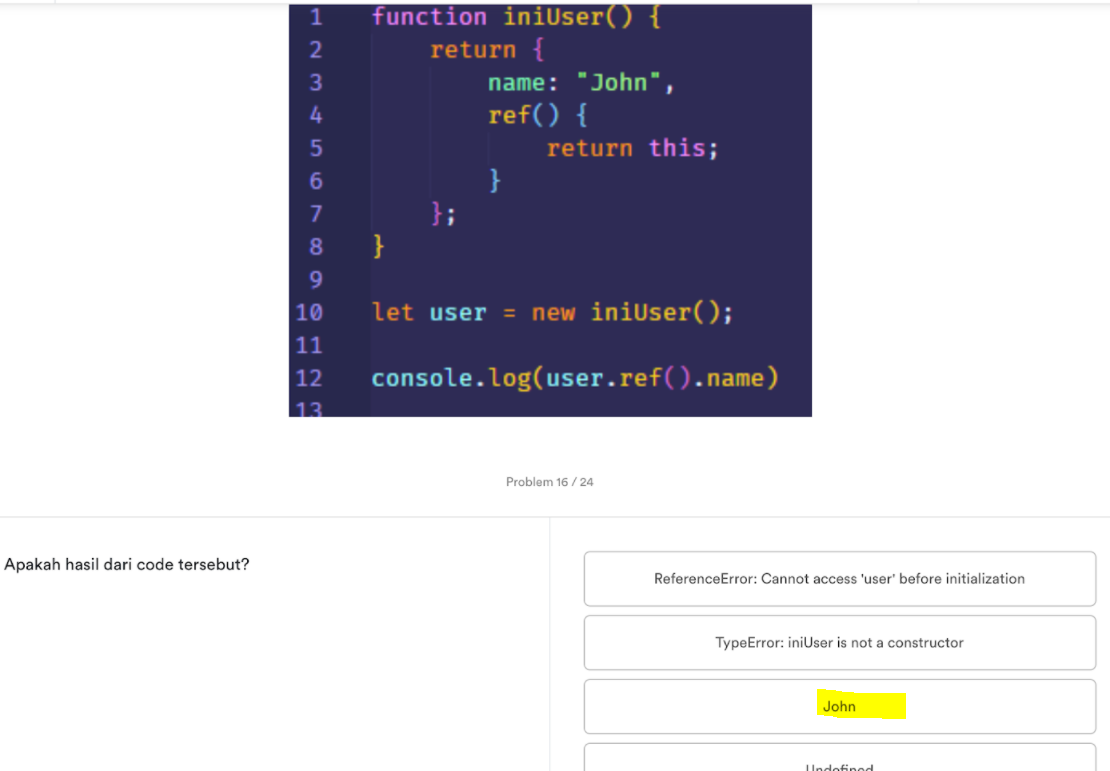 1 function iniUser() {
2 return {
3 name: "John",
4 ref() {
5 return this;
6 }
7 };
8 }
9
10 let user = new iniUser();
11
12 console.log(user.ref().name)
13
Problem 16 / 24
Apakah hasil dari code tersebut?
ReferenceError: Cannot access 'user' before initialization
TypeError: iniUser is not a constructor
John
Undefined